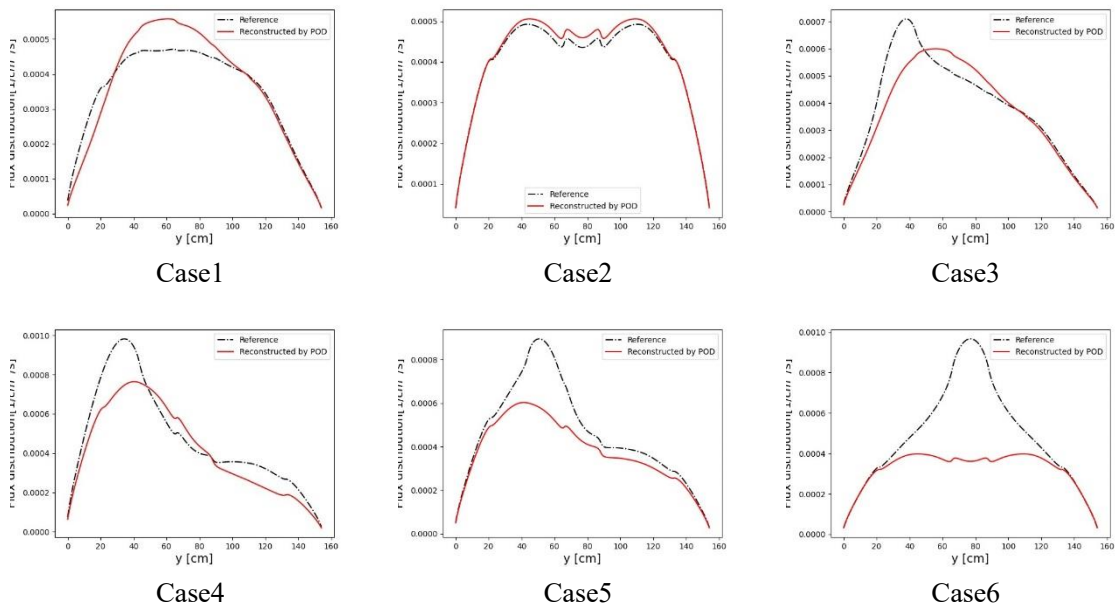 Reference
Reconstructed by POD
0.0005
0.0004
0.0003
0.0002
0.0001
0.0000
0 20 40 60 80 100 120 140 160
y [cm]
Case1
0.0005
0.0004
0.0003
0.0002
0.0001
Reference
Reconstructed by POD
0 20 40 60 80 100 120 140 160
y [cm]
Case2
0.0007
0.0006
0.0005
0.0004
0.0003
0.0002
0.0001
0.0000
Reference
Reconstructed by POD
0 20 40 60 80 100 120 140 160
y [cm]
Case3
0.0010
0.0008
0.0006
0.0004
0.0002
0.0000
Reference
Reconstructed by POD
0 20 40 60 80 100 120 140 160
y [cm]
Case4
0.0008
0.0006
0.0004
0.0002
0.0000
Reference
Reconstructed by POD
0 20 40 60 80 100 120 140 160
y [cm]
Case5
0.0010
0.0008
0.0006
0.0004
0.0002
0.0000
Reference
Reconstructed by POD
0 20 40 60 80 100 120 140 160
y [cm]
Case6